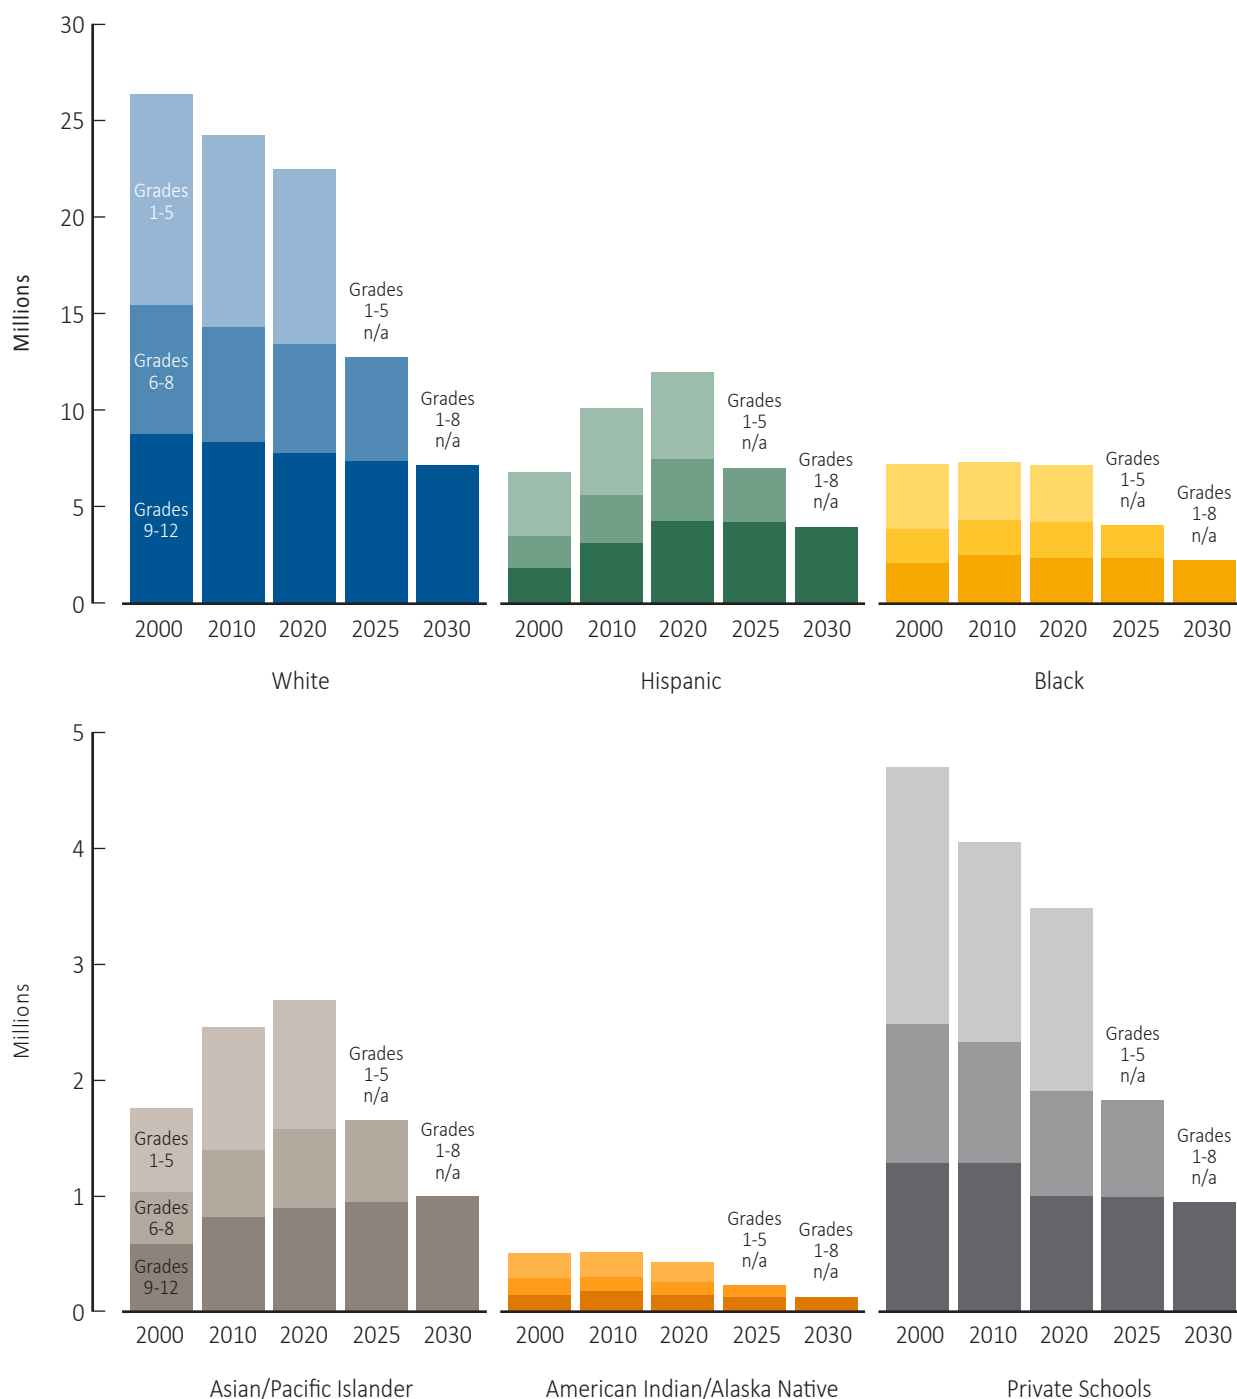 30
25
20
15
10
5
0
Millions
Grades
1-5
Grades
6-8
Grades
9-12
Grades
1-5
n/a
Grades
1-8
n/a
2000 2010 2020 2025 2030
White
Grades
1-5
n/a
Grades
1-8
n/a
2000 2010 2020 2025 2030
Hispanic
Grades
1-5
n/a
Grades
1-8
n/a
2000 2010 2020 2025 2030
Black
5
4
3
2
1
0
Millions
Grades
1-5
Grades
6-8
Grades
9-12
Grades
1-5
n/a
Grades
1-8
n/a
2000 2010 2020 2025 2030
Asian/Pacific Islander
Grades
1-5
n/a
Grades
1-8
n/a
2000 2010 2020 2025 2030
American Indian/Alaska Native
Grades
1-5
n/a
Grades
1-8
n/a
2000 2010 2020 2025 2030
Private Schools